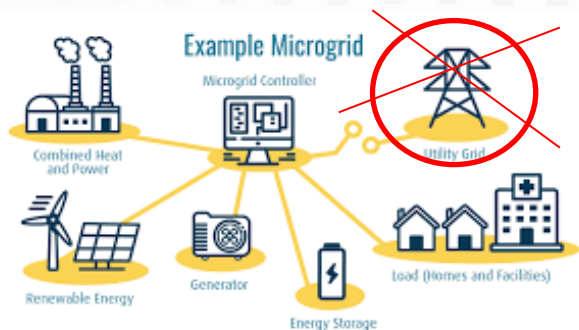 Example Microgrid
Microgrid Controller
Utility Grid
Combined Heat
and Power
Renewable Energy
Generator
Energy Storage
Load (Homes and Facilities)